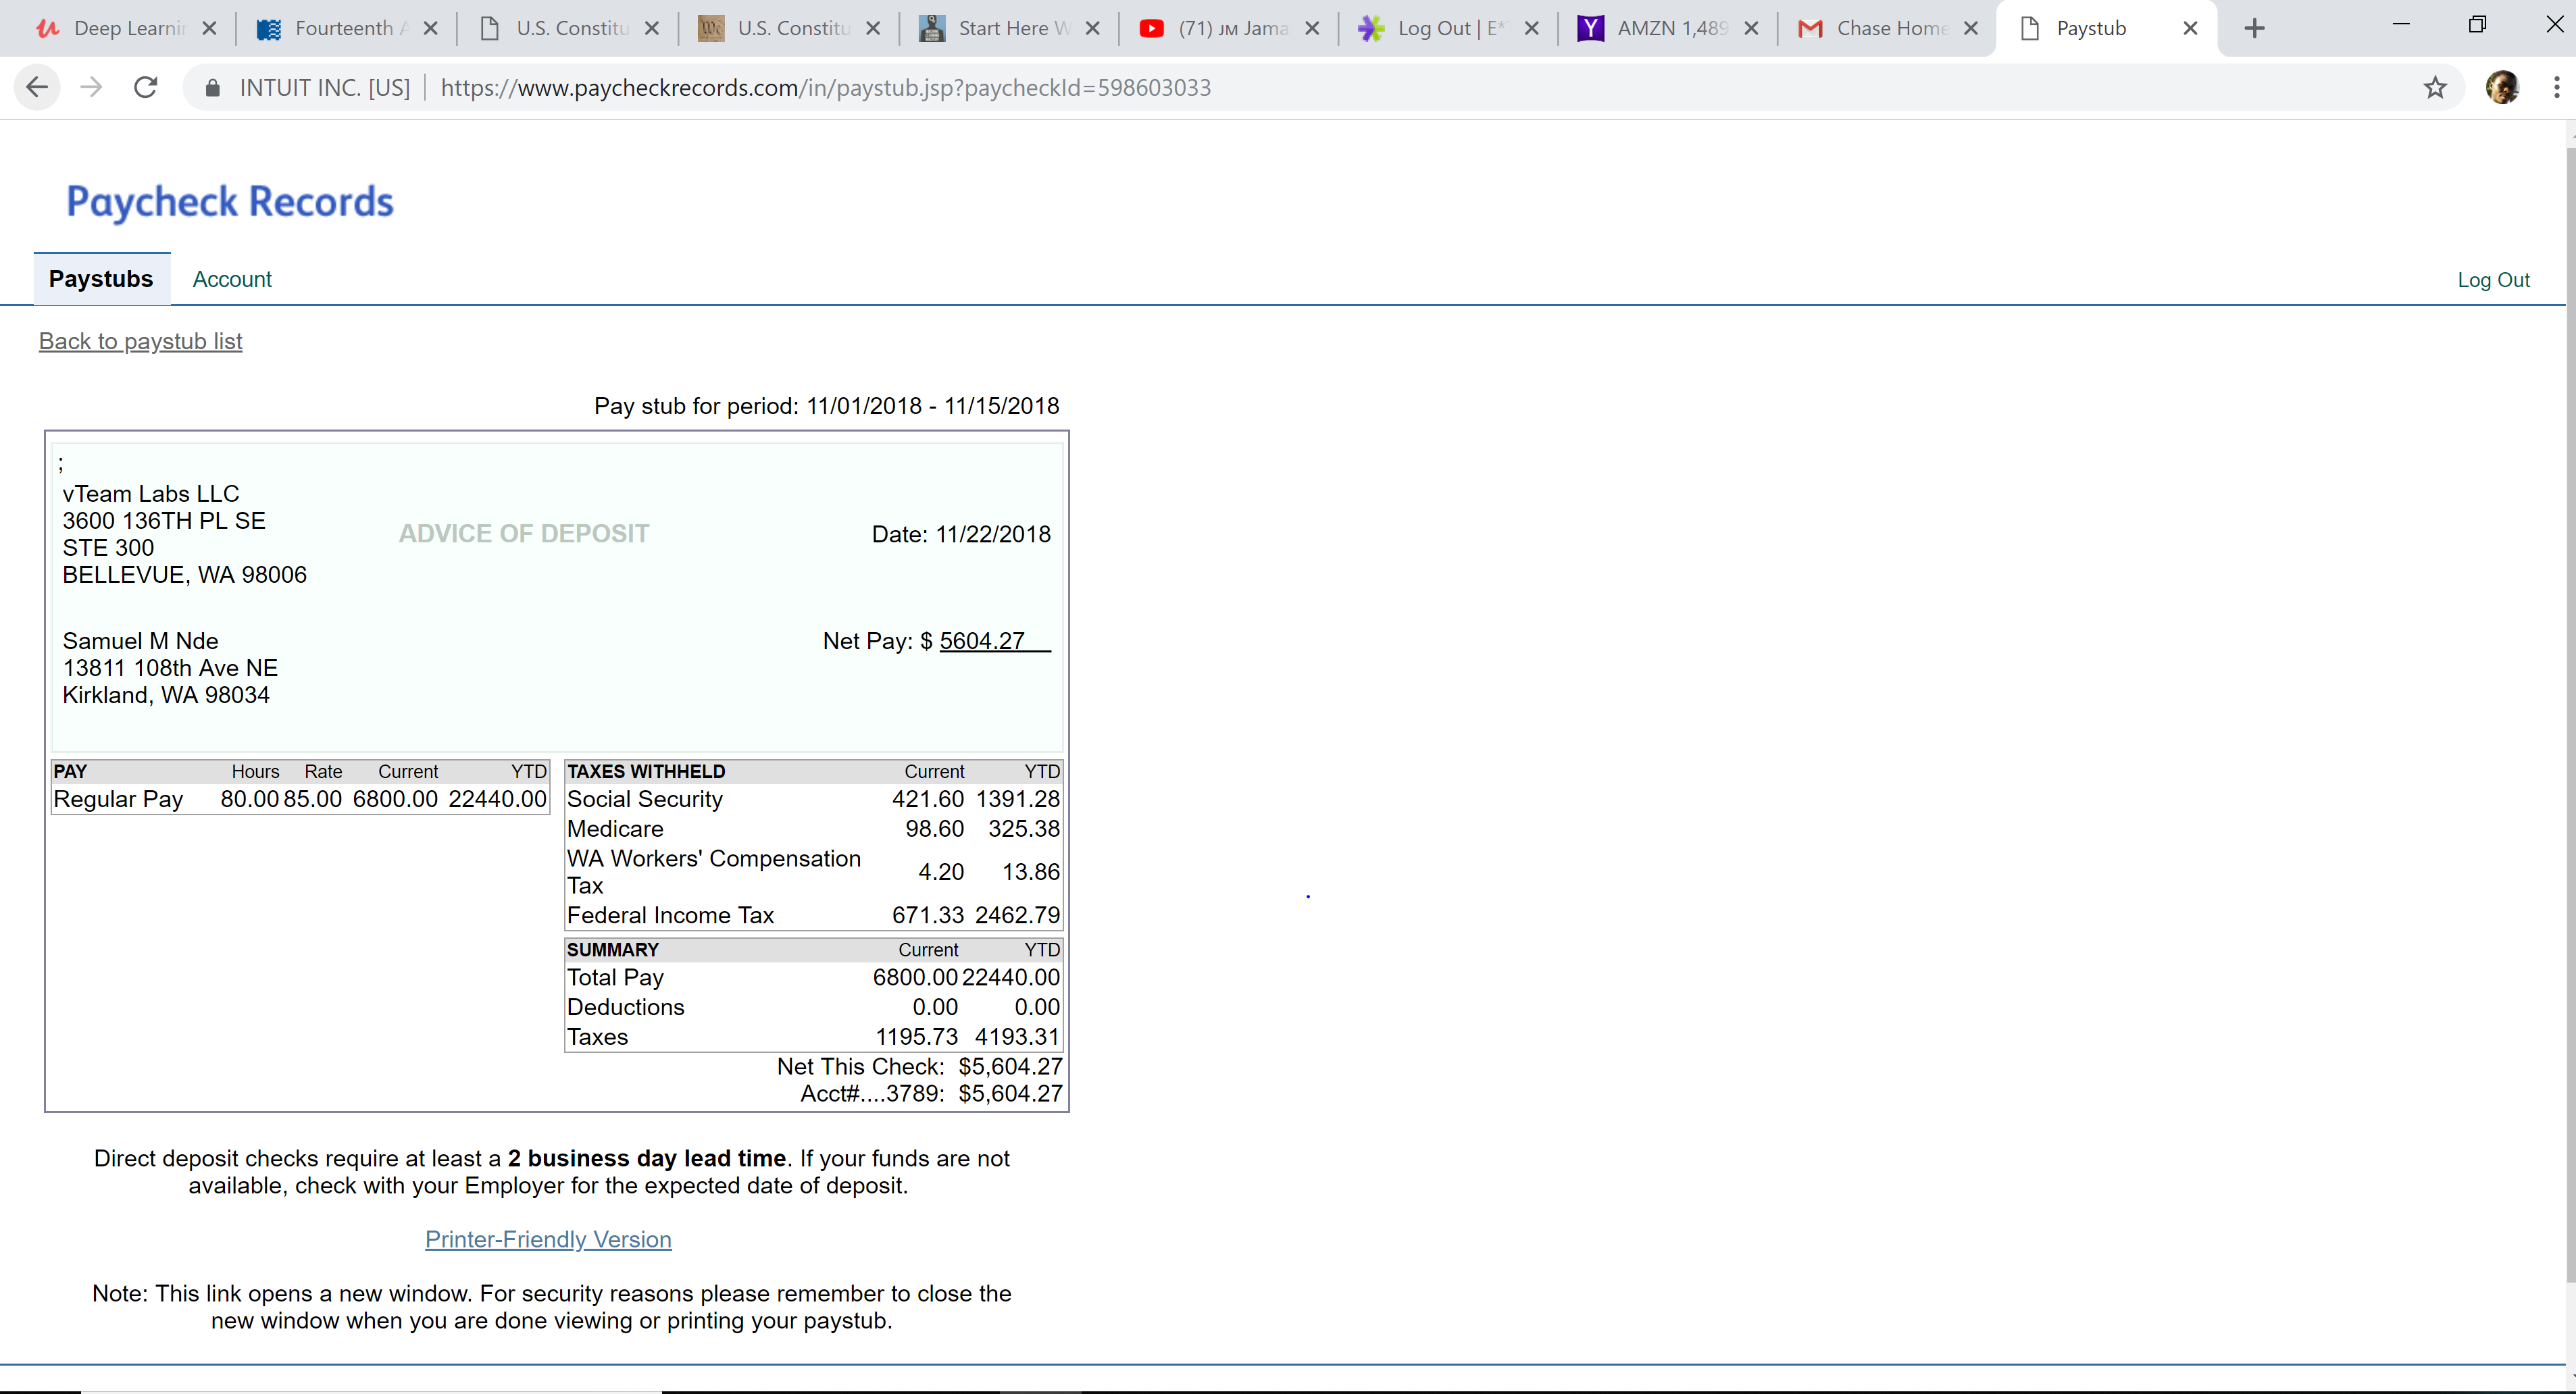 Deep Learnin
Fourteenth A
U.S. Constitu
U.S. Constitu
Start Here W
(71) JM Jama
Log Out | E*
AMZN 1,489
Chase Home
Paystub
INTUIT INC. [US] https://www.paycheckrecords.com/in/paystub.jsp?paycheckId=598603033
Paycheck Records
Paystubs Account Log Out
Back to paystub list
Pay stub for period: 11/01/2018 - 11/15/2018
;
vTeam Labs LLC
3600 136TH PL SE
STE 300
BELLEVUE, WA 98006
ADVICE OF DEPOSIT
Date: 11/22/2018
Samuel M Nde
13811 108th Ave NE
Kirkland, WA 98034
Net Pay: $ 5604.27
PAY Hours Rate Current YTD
Regular Pay 80.00 85.00 6800.00 22440.00
TAXES WITHHELD Current YTD
Social Security 421.60 1391.28
Medicare 98.60 325.38
WA Workers' Compensation
Tax 4.20 13.86
Federal Income Tax 671.33 2462.79
SUMMARY Current YTD
Total Pay 6800.00 22440.00
Deductions 0.00 0.00
Taxes 1195.73 4193.31
Net This Check: $5,604.27
Acct#....3789: $5,604.27
Direct deposit checks require at least a 2 business day lead time. If your funds are not
available, check with your Employer for the expected date of deposit.
Printer-Friendly Version
Note: This link opens a new window. For security reasons please remember to close the
new window when you are done viewing or printing your paystub.